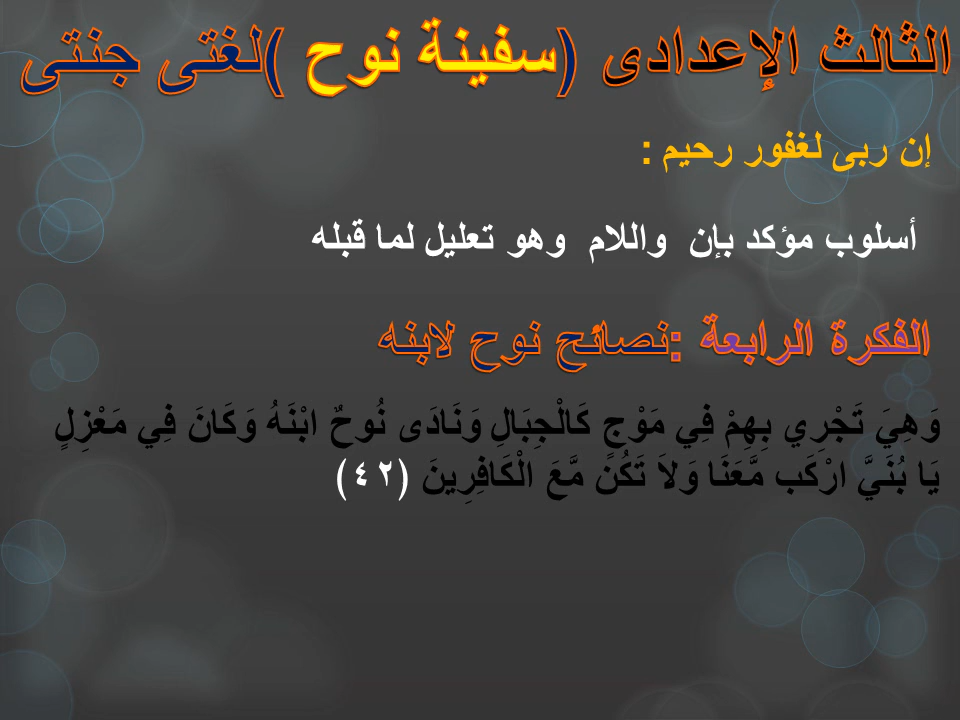 الثالث الإعدادى (سفينة نوح )لغتى جنتى
إن ربى لغفور رحيم :
أسلوب مؤكد بإن واللام وهو تعليل لما قبله
الفكرة الرابعة :نصائح نوح لابنه
وَهِيَ تَجْرِي بِهِمْ فِي مَوْجٍ كَالْجِبَالِ وَنَادَى نُوحٌ ابْنَهُ وَكَانَ فِي مَعْزِلٍ
يَا بُنَيَّ ارْكَب مَّعَنَا وَلاَ تَكُن مَّعَ الْكَافِرِينَ (٤٢)